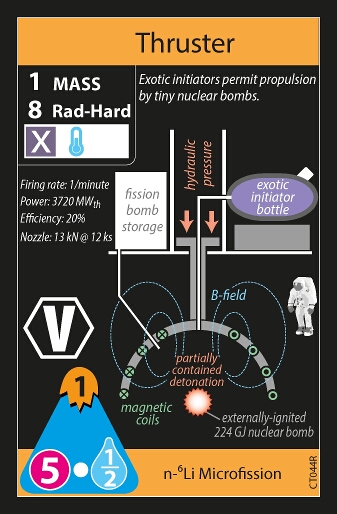 Thruster
1 MASS
8 Rad-Hard
X
Exotic initiators permit propulsion
by tiny nuclear bombs.
Firing rate: 1/minute
Power: 3720 MWth
Efficiency: 20%
Nozzle: 13 kN @ 12 ks
fission
bomb
storage
hydraulic
pressure
exotic
initiator
bottle
B-field
V
partially
contained
detonation
magnetic
coils
externally-ignited
224 GJ nuclear bomb
1
5 • 1/2
n-⁶Li Microfission
CT044R